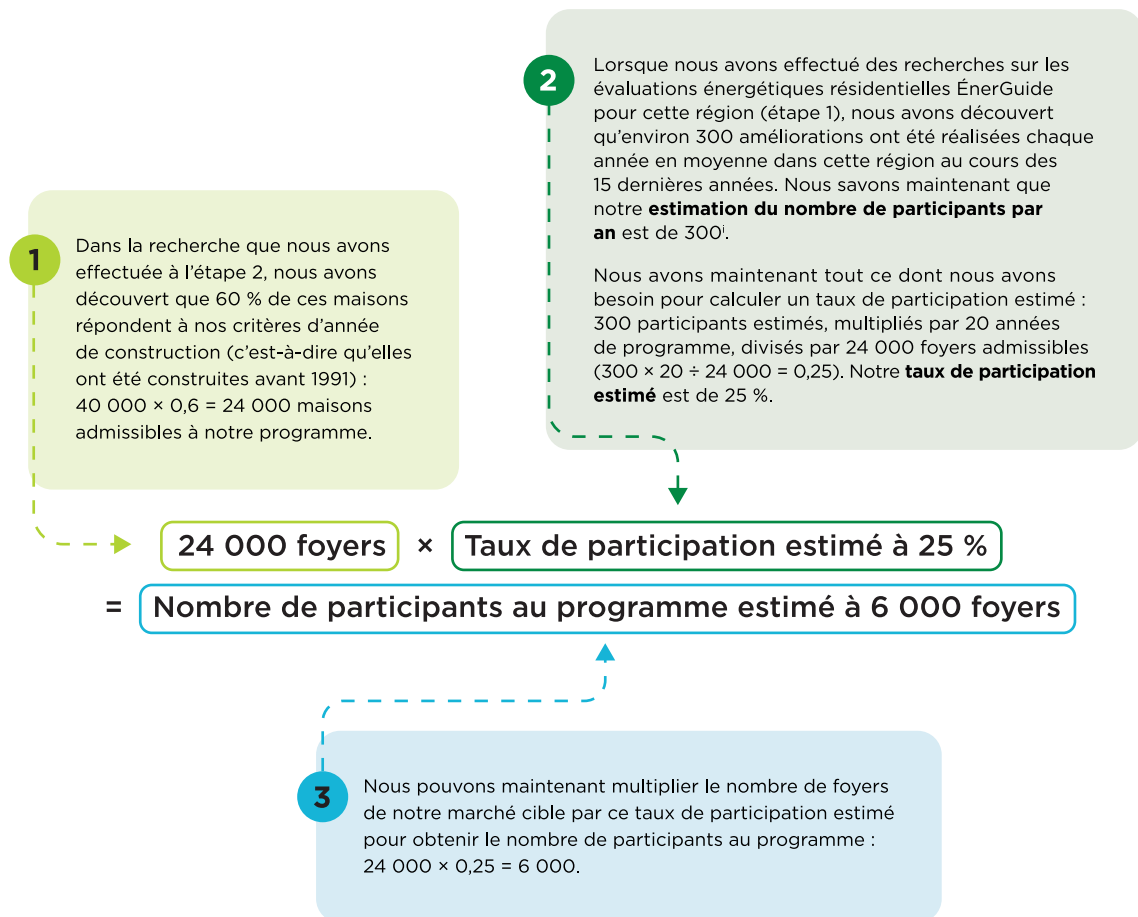 1
Dans la recherche que nous avons
effectuée à l’étape 2, nous avons
découvert que 60 % de ces maisons
répondent à nos critères d’année
de construction (c’est-à-dire qu’elles
ont été construites avant 1991) :
40 000 × 0,6 = 24 000 maisons
admissibles à notre programme.
2
Lorsque nous avons effectué des recherches sur les
évaluations énergétiques résidentielles ÉnerGuide
pour cette région (étape 1), nous avons découvert
qu’environ 300 améliorations ont été réalisées chaque
année en moyenne dans cette région au cours des
15 dernières années. Nous savons maintenant que
notre estimation du nombre de participants par
an est de 300ⁱ.
Nous avons maintenant tout ce dont nous avons
besoin pour calculer un taux de participation estimé :
300 participants estimés, multipliés par 20 années
de programme, divisés par 24 000 foyers admissibles
(300 × 20 ÷ 24 000 = 0,25). Notre taux de participation
estimé est de 25 %.
24 000 foyers × Taux de participation estimé à 25 %
= Nombre de participants au programme estimé à 6 000 foyers
3
Nous pouvons maintenant multiplier le nombre de foyers
de notre marché cible par ce taux de participation estimé
pour obtenir le nombre de participants au programme :
24 000 × 0,25 = 6 000.